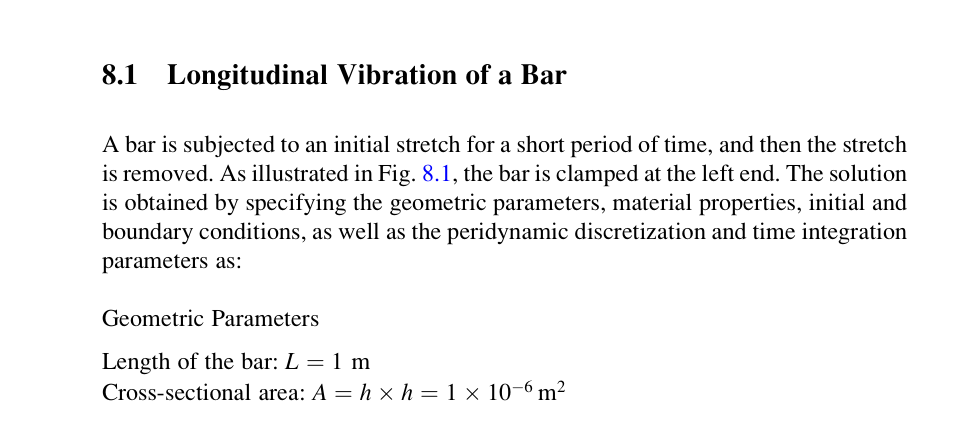 8.1 Longitudinal Vibration of a Bar
A bar is subjected to an initial stretch for a short period of time, and then the stretch
is removed. As illustrated in Fig. 8.1, the bar is clamped at the left end. The solution
is obtained by specifying the geometric parameters, material properties, initial and
boundary conditions, as well as the peridynamic discretization and time integration
parameters as:
Geometric Parameters
Length of the bar: L = 1 m
Cross-sectional area: A = h × h = 1 × 10⁻⁶ m²